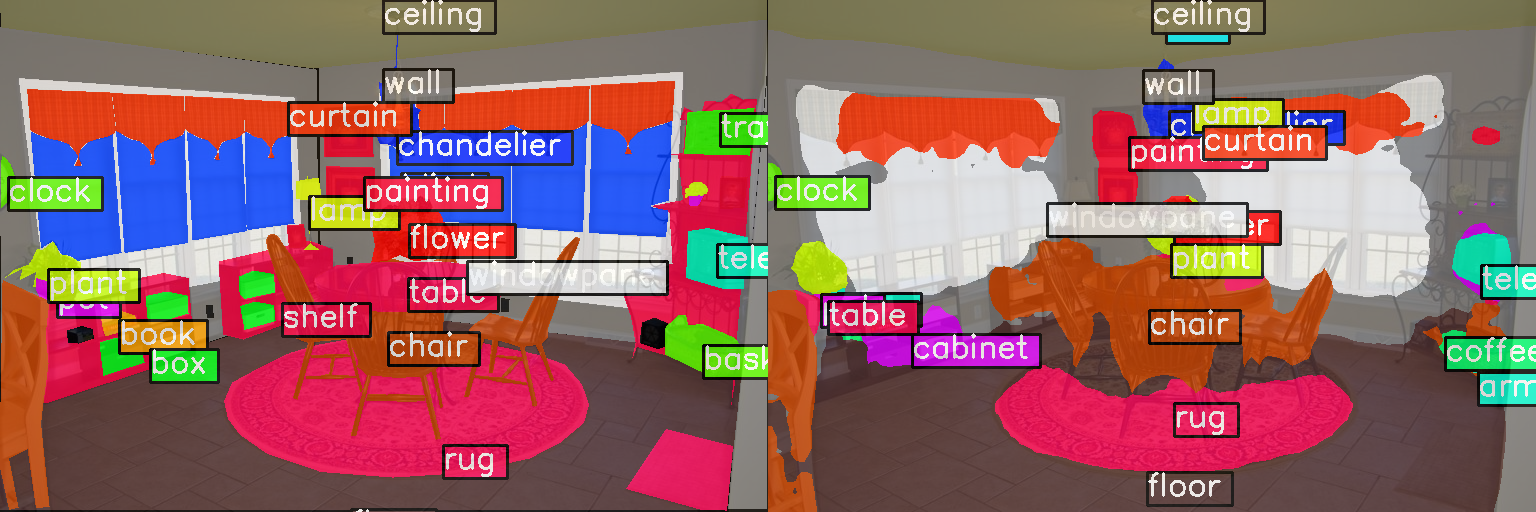 ceiling
wall
curtain
chandelier
clock
painting
lamp
flower
windowpane
plant
table
shelf
book
chair
box
rug
ceiling
wall
lamp
curtain
clock
windowpane
plant
table
chair
cabinet
coffee
arm
rug
floor